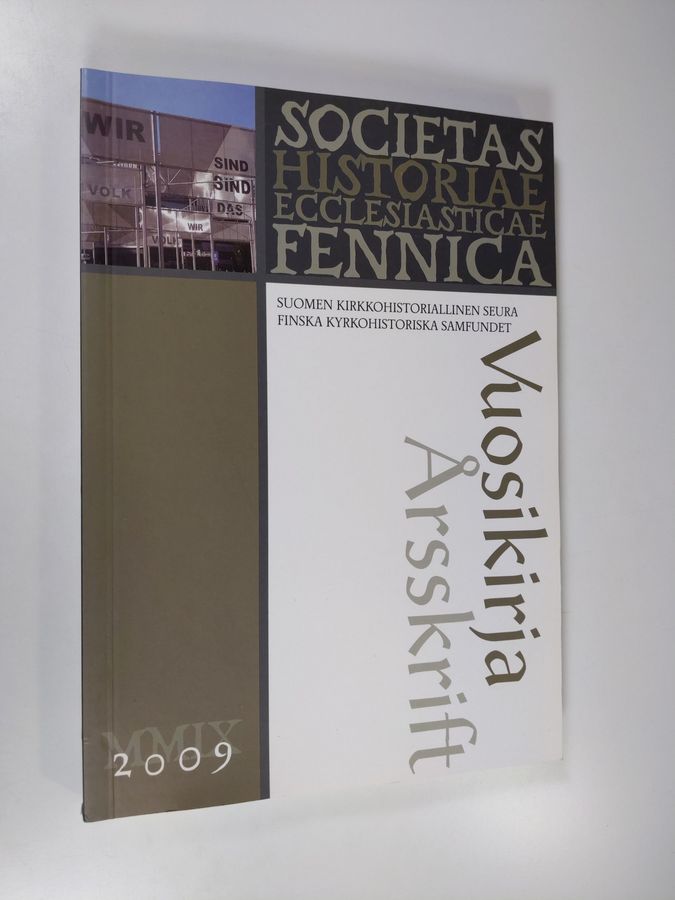 WIR
SIND
VOLK
SIND
DAS
WIR
VOLK
SOCIETAS
HISTORIAE
ECCLESIASTICAE
FENNICA
SUOMEN KIRKKOHISTORIALLINEN SEURA
FINSKA KYRKOHISTORISKA SAMFUNDET
Vuosikirja
Årsskrift
MMIX
2009